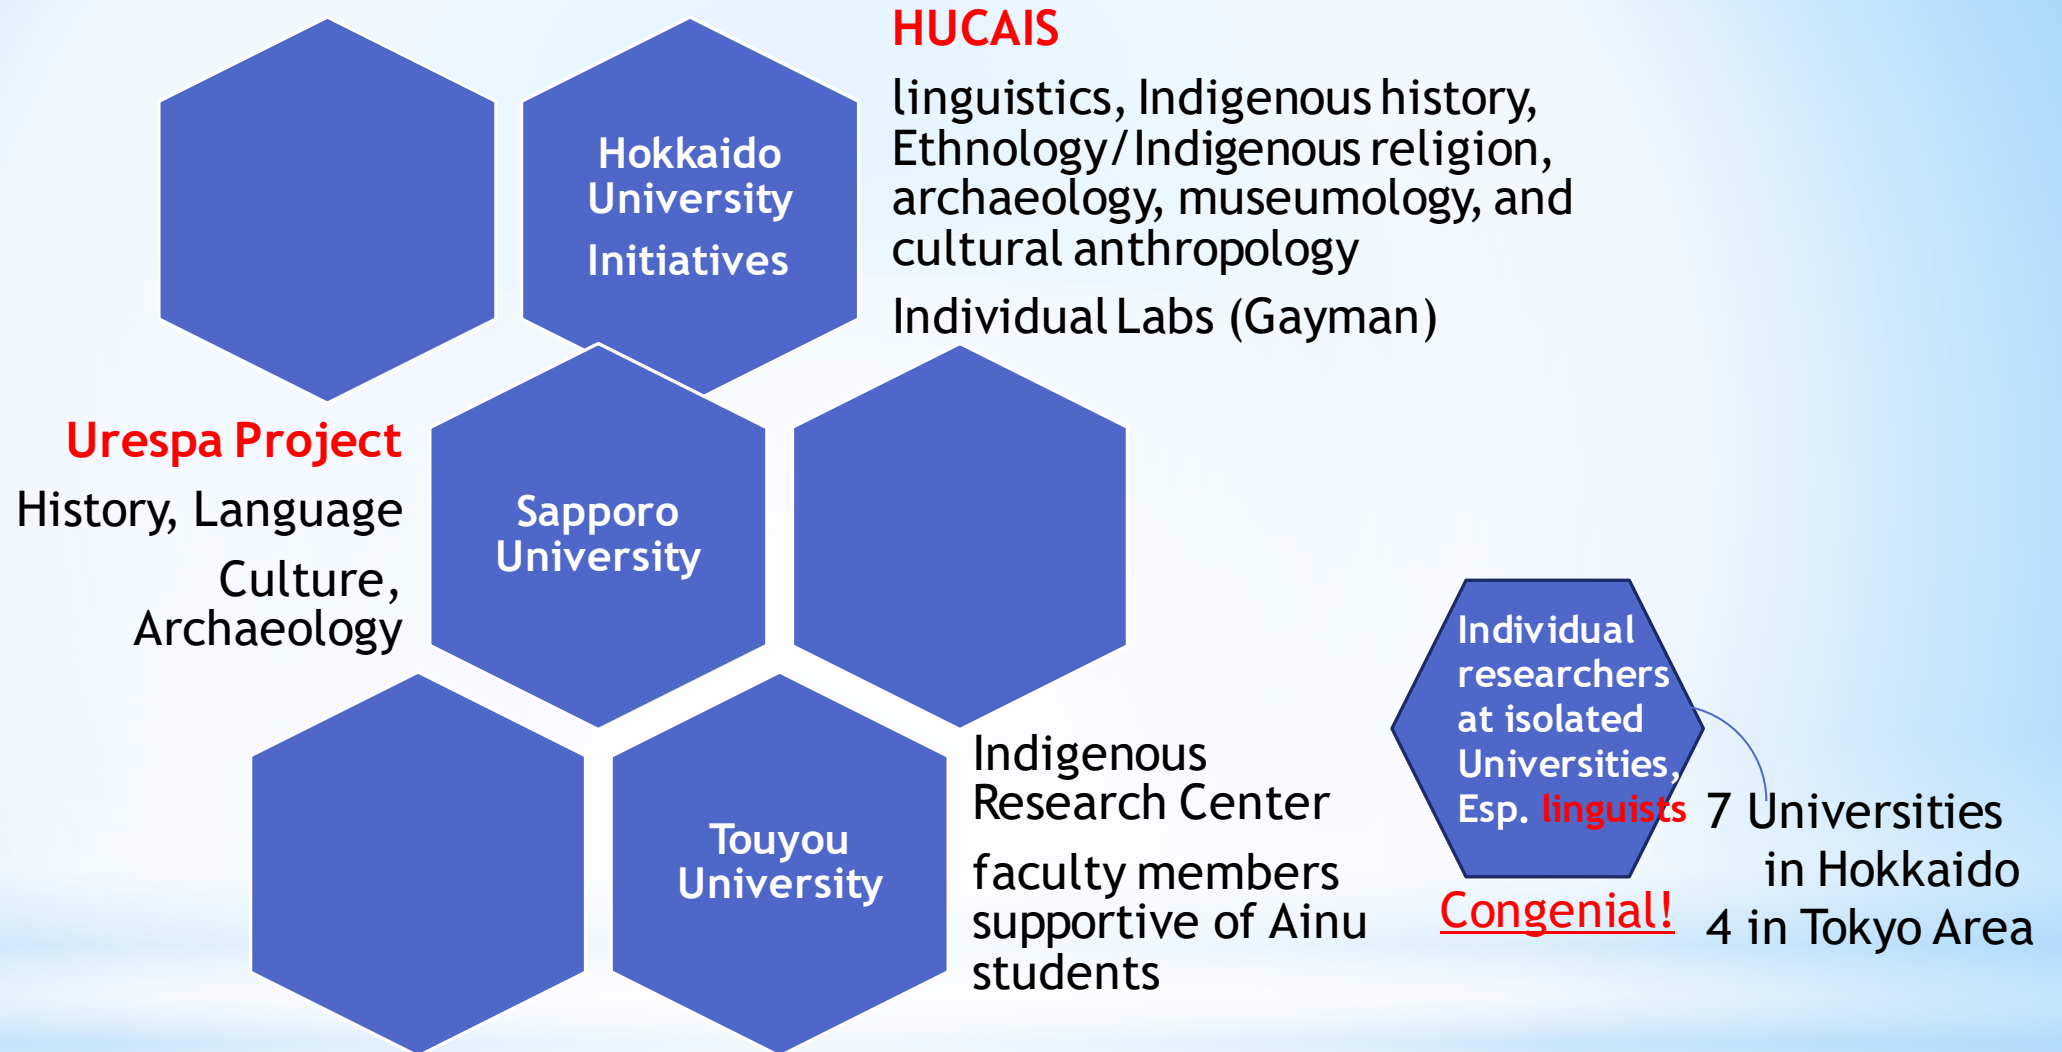 HUCAIS
linguistics, Indigenous history,
Ethnology/Indigenous religion,
archaeology, museumology, and
cultural anthropology
Individual Labs (Gayman)
Hokkaido
University
Initiatives
Urespa Project
History, Language
Culture,
Archaeology
Sapporo
University
Touyou
University
Indigenous
Research Center
faculty members
supportive of Ainu
students
Individual
researchers
at isolated
Universities,
Esp. linguists
Congenial!
7 Universities
in Hokkaido
4 in Tokyo Area